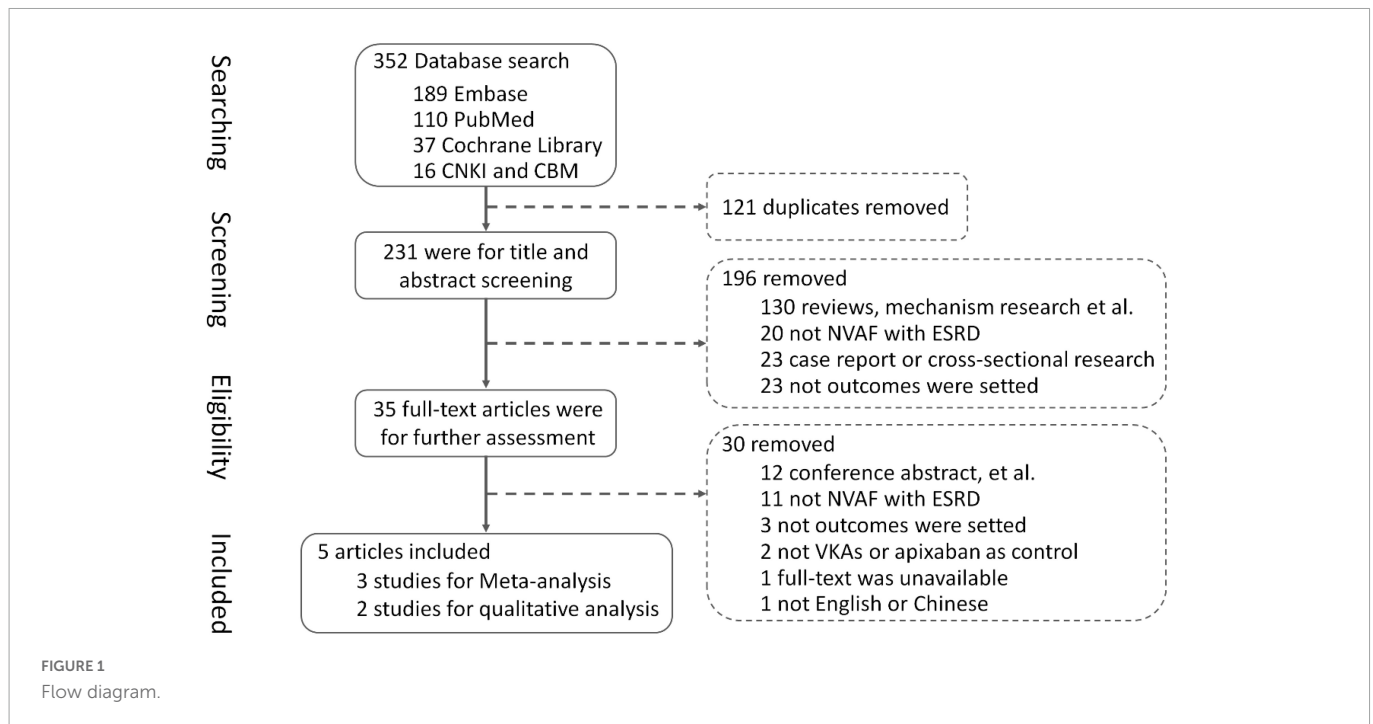 Searching
352 Database search
189 Embase
110 PubMed
37 Cochrane Library
16 CNKI and CBM
121 duplicates removed
Screening
231 were for title and
abstract screening
196 removed
130 reviews, mechanism research et al.
20 not NVAF with ESRD
23 case report or cross-sectional research
23 not outcomes were setted
Eligibility
35 full-text articles were
for further assessment
30 removed
12 conference abstract, et al.
11 not NVAF with ESRD
3 not outcomes were setted
2 not VKAs or apixaban as control
1 full-text was unavailable
1 not English or Chinese
Included
5 articles included
3 studies for Meta-analysis
2 studies for qualitative analysis
FIGURE 1
Flow diagram.